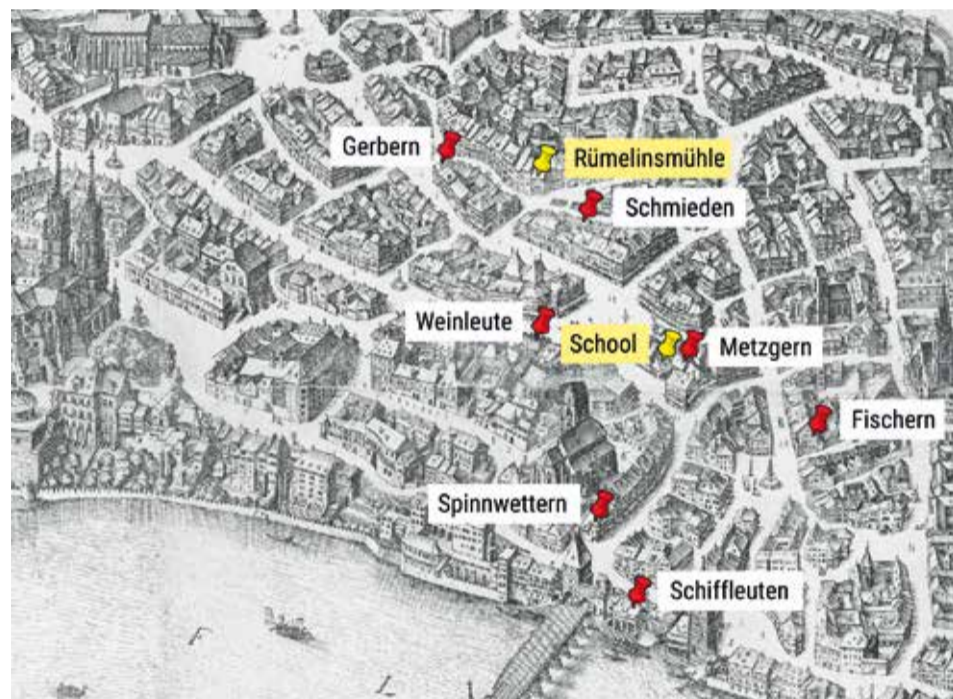 Gerbern
Rümelinsmühle
Schmieden
Weinleute
School
Metzgern
Fischern
Spinnwettern
Schiffleuten